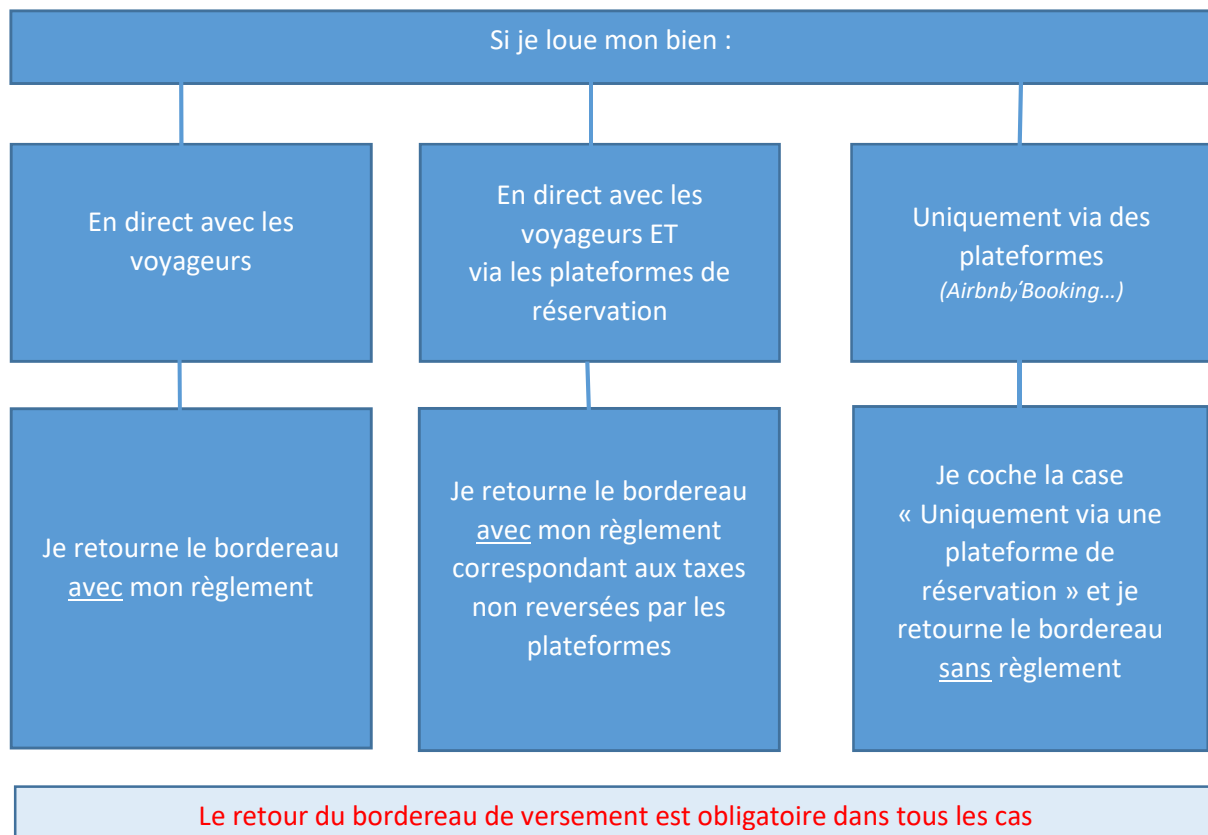 Si je loue mon bien :
En direct avec les
voyageurs
En direct avec les
voyageurs ET
via les plateformes de
réservation
Uniquement via des
plateformes
(Airbnb/Booking…)
Je retourne le bordereau
avec mon règlement
Je retourne le bordereau
avec mon règlement
correspondant aux taxes
non reversées par les
plateformes
Je coche la case
« Uniquement via une
plateforme de
réservation » et je
retourne le bordereau
sans règlement
Le retour du bordereau de versement est obligatoire dans tous les cas